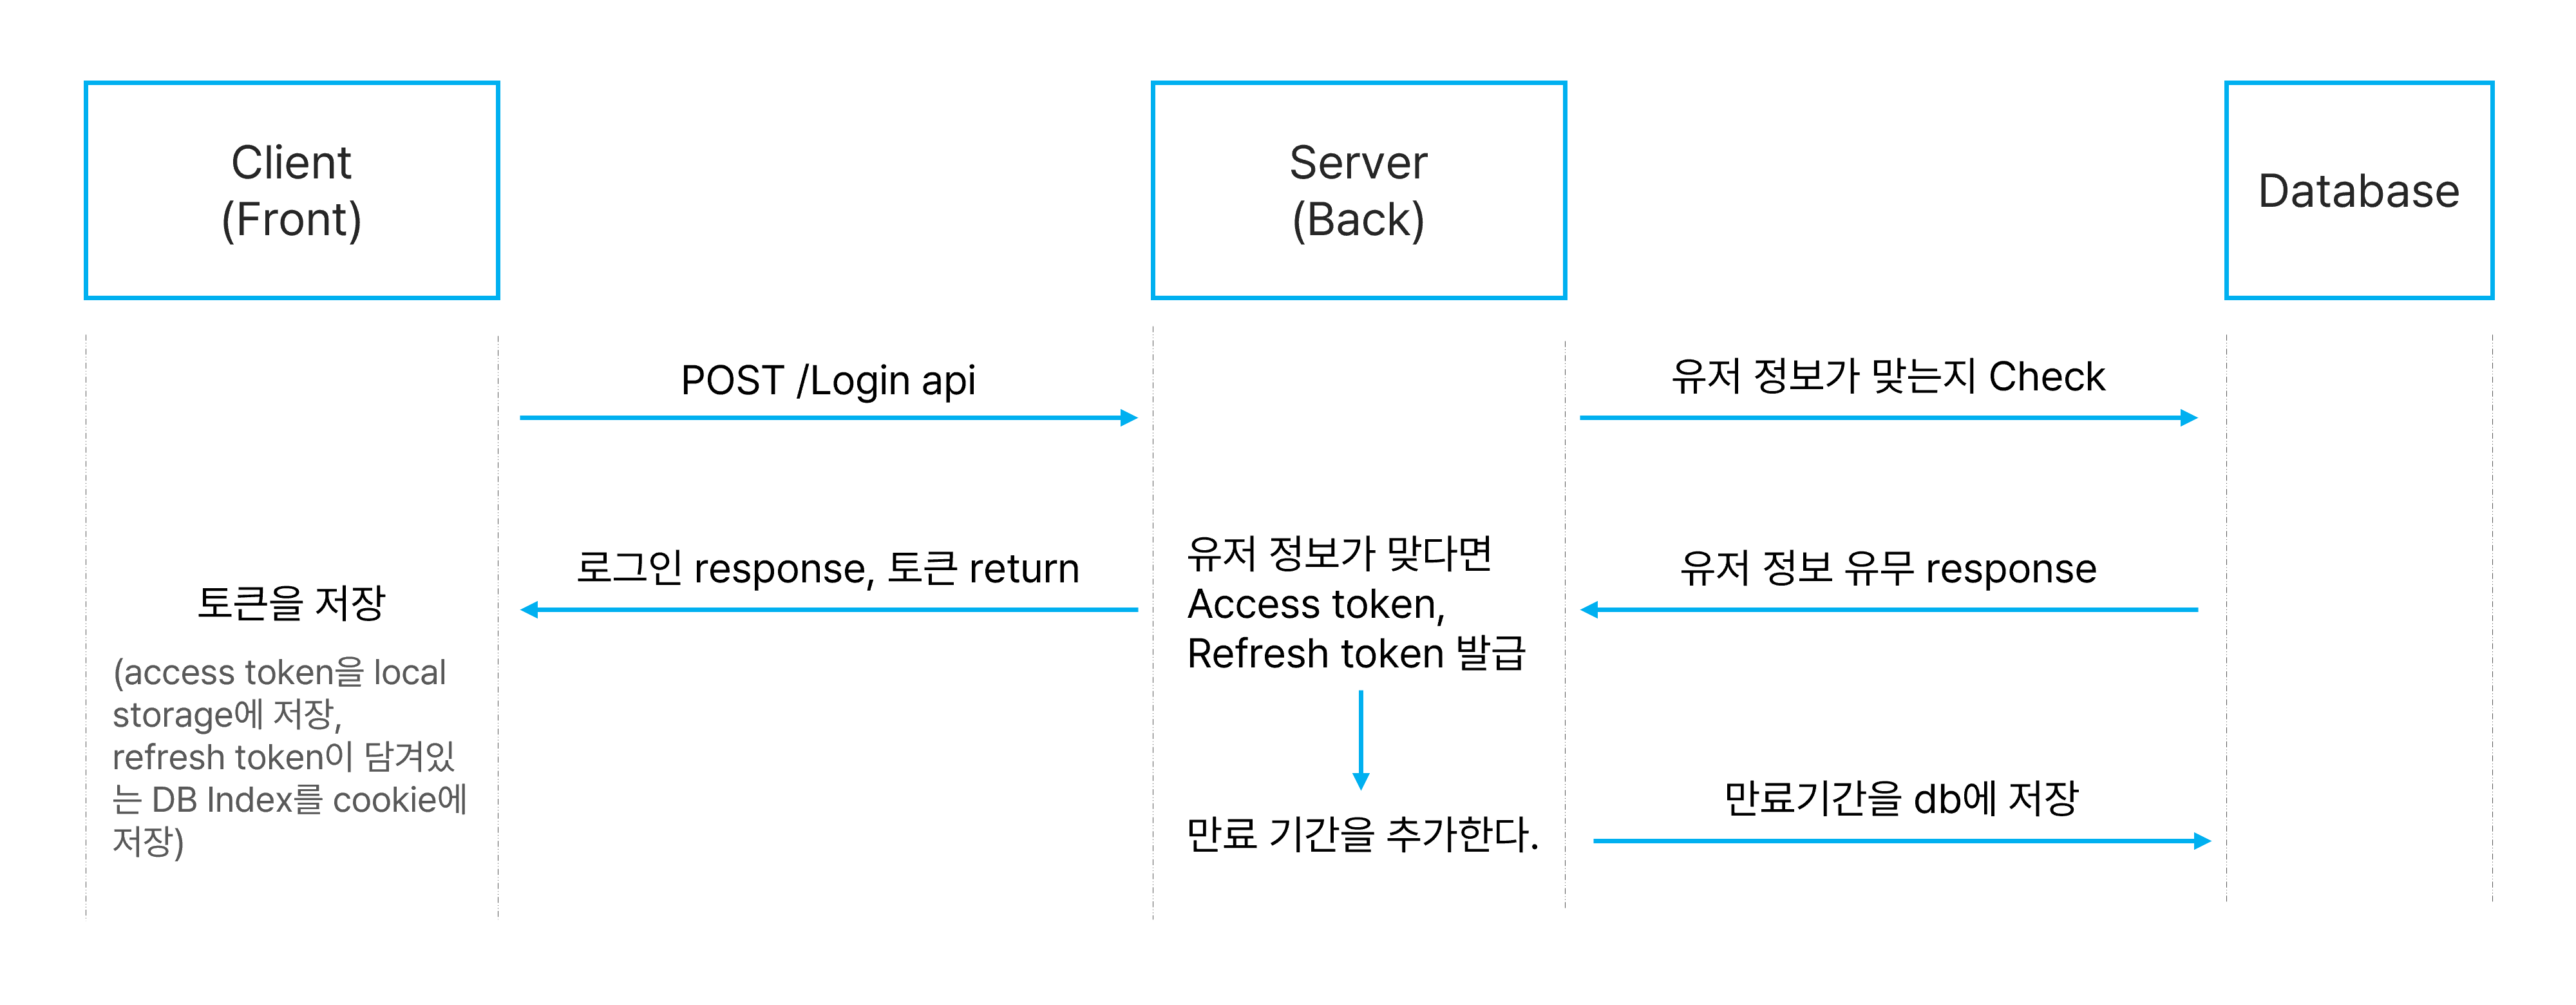 Client
(Front)
Server
(Back)
Database
POST /Login api
유저 정보가 맞는지 Check
로그인 response, 토큰 return
유저 정보가 맞다면
Access token,
Refresh token 발급
유저 정보 유무 response
토큰을 저장
(access token을 local
storage에 저장,
refresh token이 담겨있
는 DB Index를 cookie에
저장)
만료 기간을 추가한다.
만료기간을 db에 저장